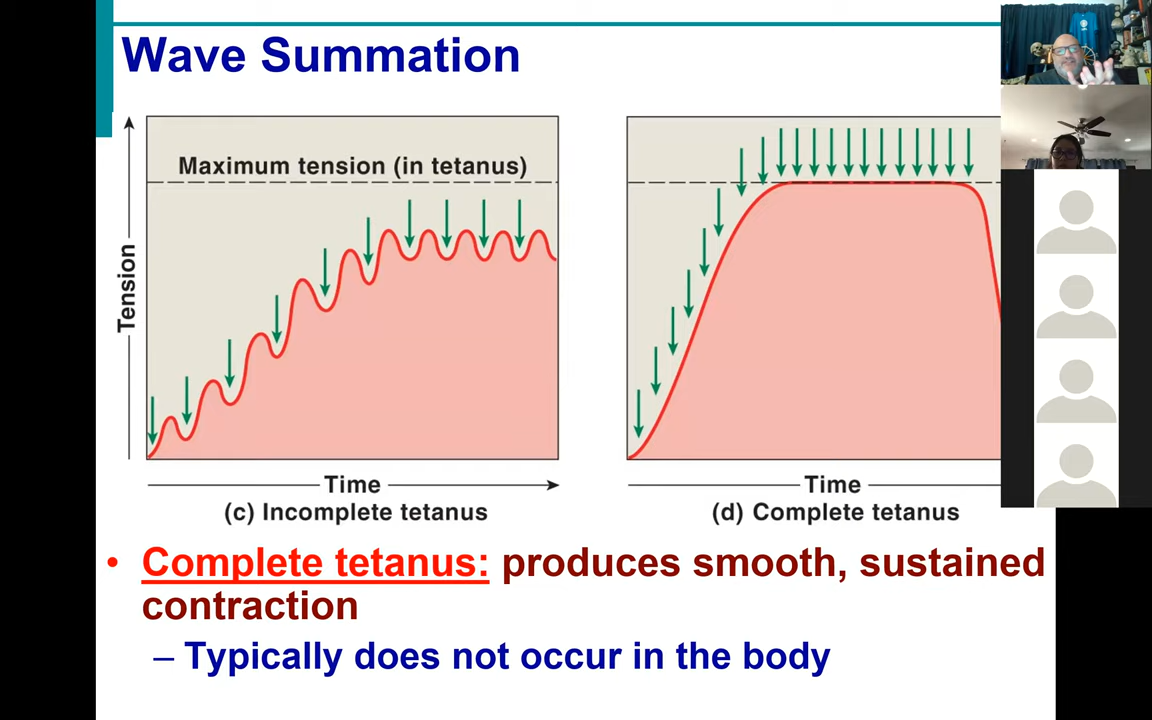 Wave Summation
Maximum tension (in tetanus)
Tension
Time
(c) Incomplete tetanus
Time
(d) Complete tetanus
• Complete tetanus: produces smooth, sustained
contraction
– Typically does not occur in the body